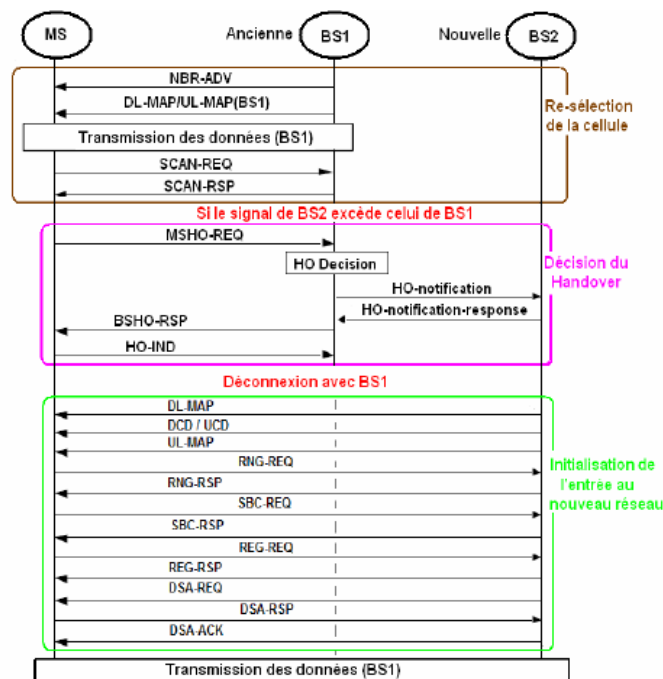 MS
Ancienne
BS1
Nouvelle
BS2
NBR-ADV
DL-MAP/UL-MAP(BS1)
Transmission des données (BS1)
SCAN-REQ
SCAN-RSP
Re-sélection
de la cellule
Si le signal de BS2 excède celui de BS1
MSHO-REQ
HO Decision
HO-notification
HO-notification-response
BSHO-RSP
HO-IND
Décision du
Handover
Déconnexion avec BS1
DL-MAP
DCD / UCD
UL-MAP
RNG-REQ
RNG-RSP
SBC-REQ
SBC-RSP
REG-REQ
REG-RSP
DSA-REQ
DSA-RSP
DSA-ACK
Initialisation de
l'entrée au
nouveau réseau
Transmission des données (BS1)